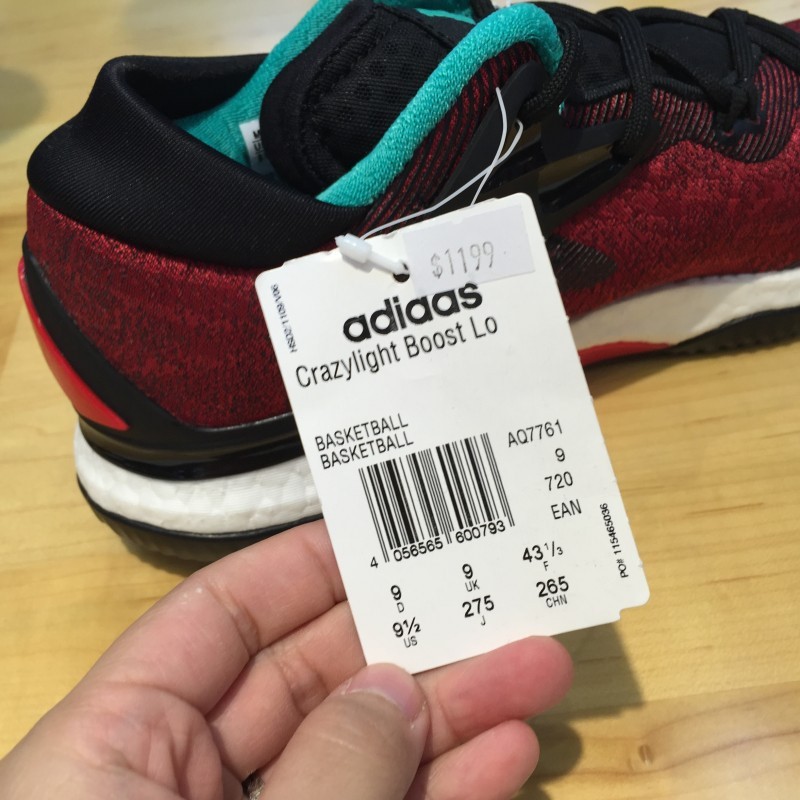 $1199
adidas
Crazylight Boost Lo
BASKETBALL
BASKETBALL
AQ7761
9
720
EAN
4 056565 600793
9 D
9 UK
43 1/3 F
9½ US
275 J
265 CHN
PO# 115465036